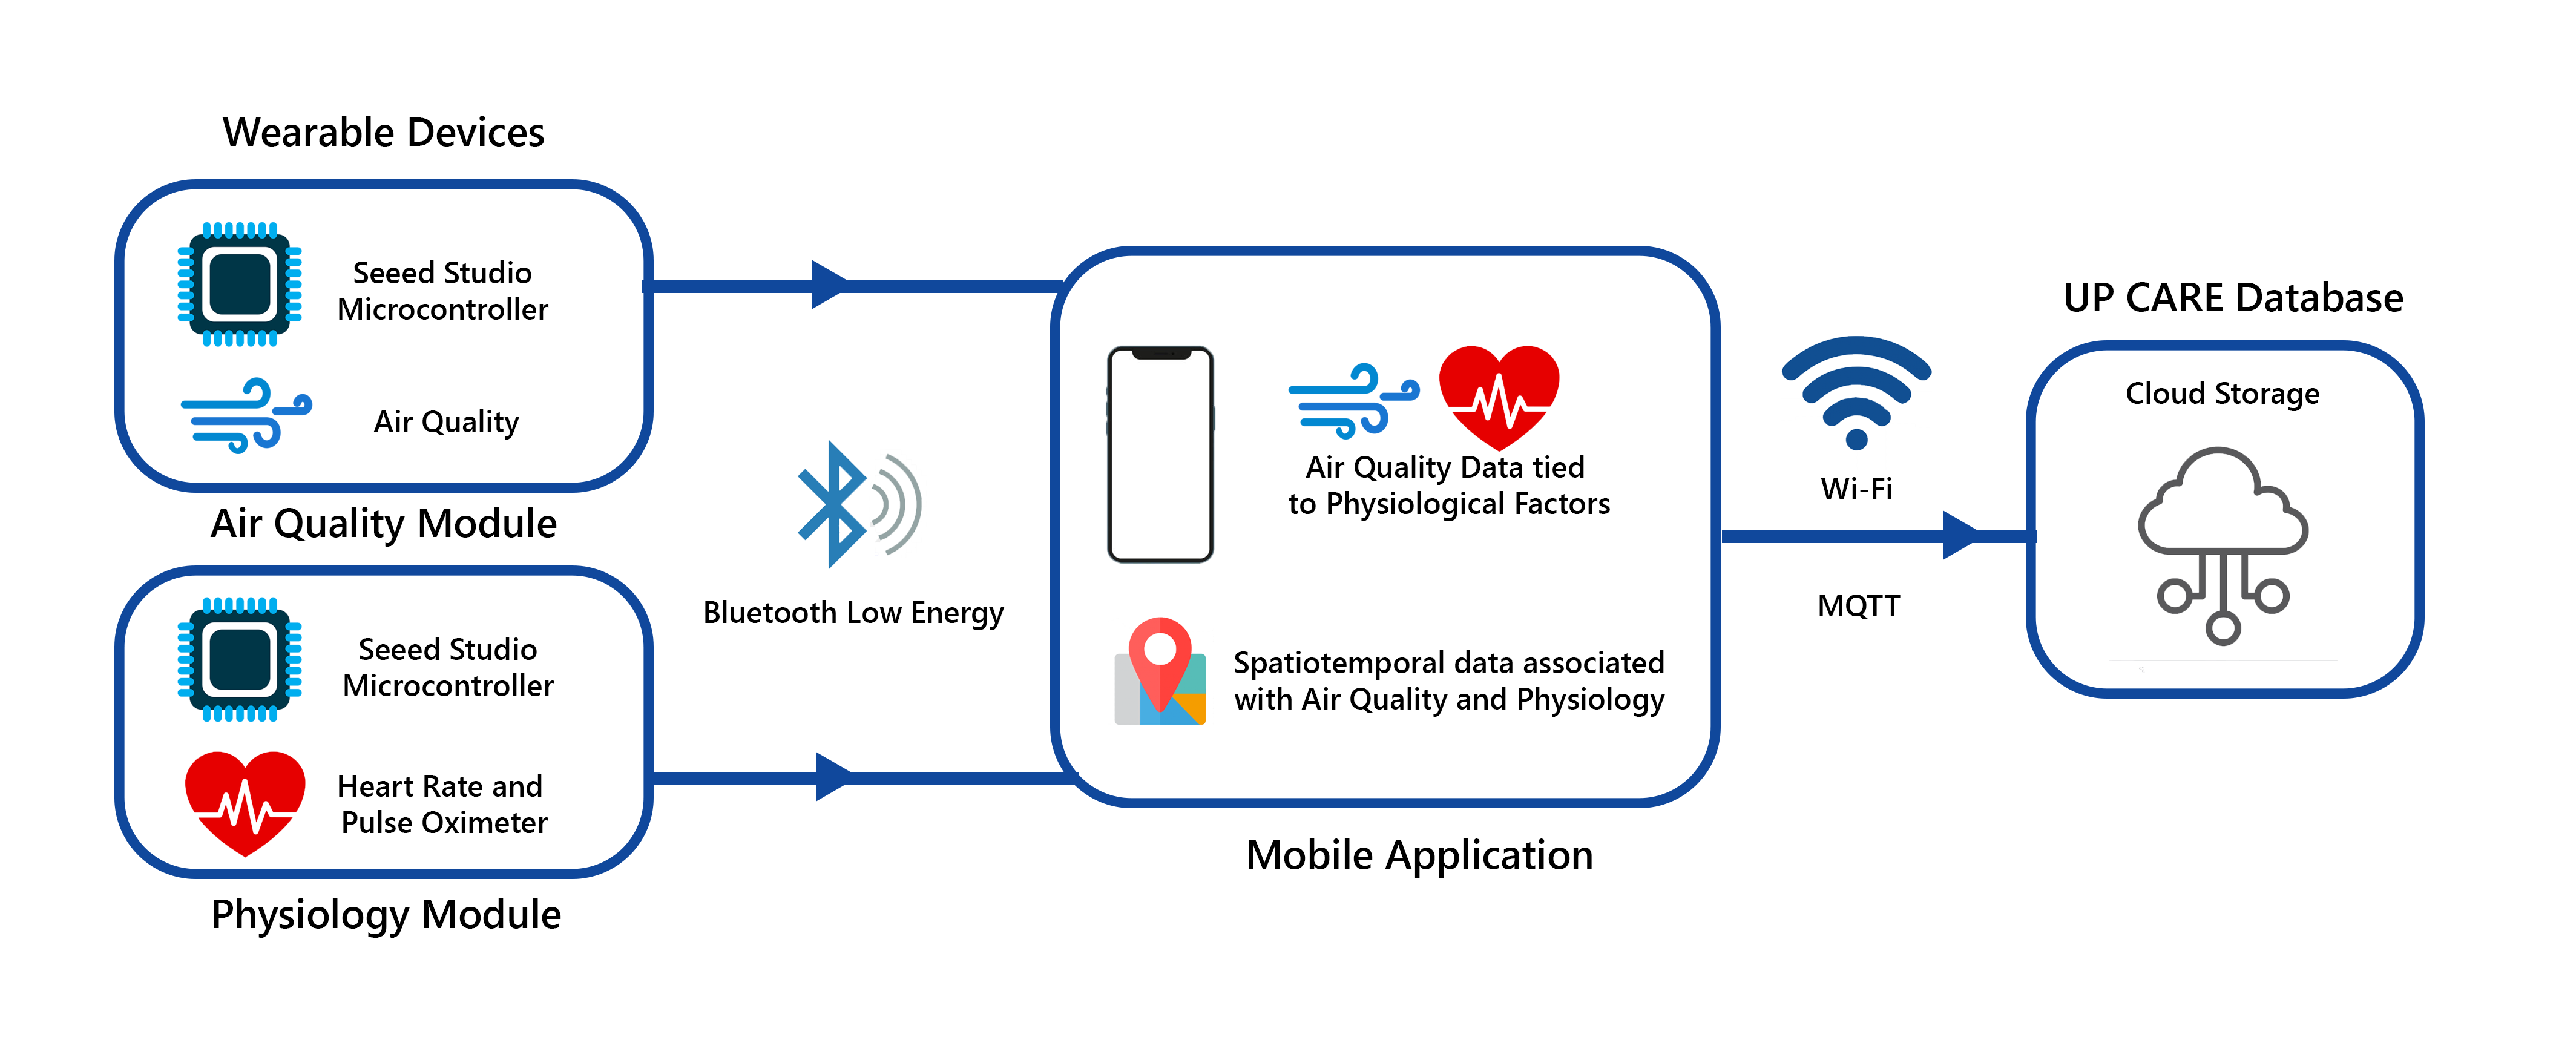 Wearable Devices
Seeed Studio
Microcontroller
Air Quality
Air Quality Module
Seeed Studio
Microcontroller
Heart Rate and
Pulse Oximeter
Physiology Module
Bluetooth Low Energy
Air Quality Data tied
to Physiological Factors
Spatiotemporal data associated
with Air Quality and Physiology
Mobile Application
Wi-Fi
MQTT
UP CARE Database
Cloud Storage